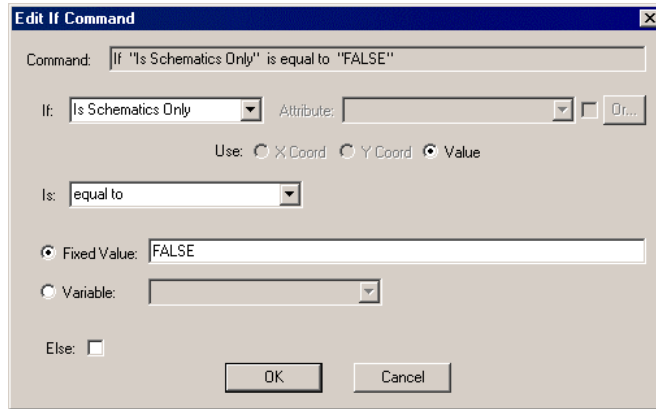 Edit If Command
Command: If "Is Schematics Only" is equal to "FALSE"
If: Is Schematics Only Attribute: Or...
Use: X Coord Y Coord Value
Is: equal to
Fixed Value: FALSE
Variable:
Else:
OK Cancel